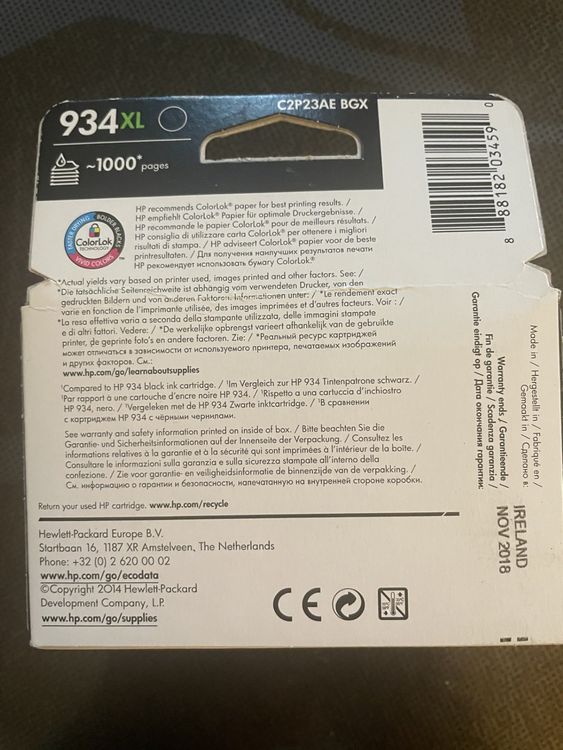 C2P23AE BGX
934XL
~1000* pages
8 88182 03459 0
FASTER DRYING BOLDER BLACKS
ColorLok
TECHNOLOGY
VIVID COLORS
HP recommends ColorLok® paper for best printing results. /
HP empfiehlt ColorLok® Papier für optimale Druckergebnisse. /
HP recommande le papier ColorLok® pour de meilleurs résultats. /
HP consiglia di utilizzare carta ColorLok® per ottenere i migliori
risultati di stampa. / HP adviseert ColorLok® papier voor de beste
printresultaten. / Для получения наилучших результатов печати
HP рекомендует использовать бумагу ColorLok®
*Actual yields vary based on printer used, images printed and other factors. See: /
*Die tatsächliche Seitenreichweite ist abhängig vom verwendeten Drucker, von den
gedruckten Bildern und von anderen Faktoren. Informationen unter: / *Le rendement exact
varie en fonction de l'imprimante utilisée, des images imprimées et d'autres facteurs. Voir : /
*La resa effettiva varia a seconda della stampante utilizzata, delle immagini stampate
e di altri fattori. Vedere: / *De werkelijke opbrengst varieert afhankelijk van de gebruikte
printer, de geprinte foto's en andere factoren. Zie: / *Реальный ресурс картриджей
может отличаться в зависимости от используемого принтера, печатаемых изображений
и других факторов. См.:
www.hp.com/go/learnaboutsupplies
¹Compared to HP 934 black ink cartridge. / ¹Im Vergleich zur HP 934 Tintenpatrone schwarz. /
¹Par rapport à une cartouche d'encre noire HP 934. / ¹Rispetto a una cartuccia d'inchiostro
HP 934, nero. / ¹Vergeleken met de HP 934 Zwarte inktcartridge. / ¹В сравнении
с картриджем HP 934 с чёрными чернилами.
See warranty and safety information printed on inside of box. / Bitte beachten Sie die
Garantie- und Sicherheitsinformationen auf der Innenseite der Verpackung. / Consultez les
informations relatives à la garantie et à la sécurité qui sont imprimées à l'intérieur de la boîte. /
Consultare le informazioni sulla garanzia e sulla sicurezza stampate all'interno della
confezione. / Zie voor garantie- en veiligheidsinformatie de binnenzijde van de verpakking. /
См. информацию о гарантии и безопасности, напечатанную на внутренней стороне коробки.
Return your used HP cartridge. www.hp.com/recycle
Hewlett-Packard Europe B.V.
Startbaan 16, 1187 XR Amstelveen, The Netherlands
Phone: +32 (0) 2 620 00 02
www.hp.com/go/ecodata
©Copyright 2014 Hewlett-Packard
Development Company, L.P.
www.hp.com/go/supplies
CE CE
Made in / Hergestellt in / Fabriqué en /
Gemaakt in / Сделано в:
IRELAND
Warranty ends / Garantieende /
Fin de garantie / Scadenza garanzia /
Garantie eindigt op / Дата окончания гарантии:
NOV 2018